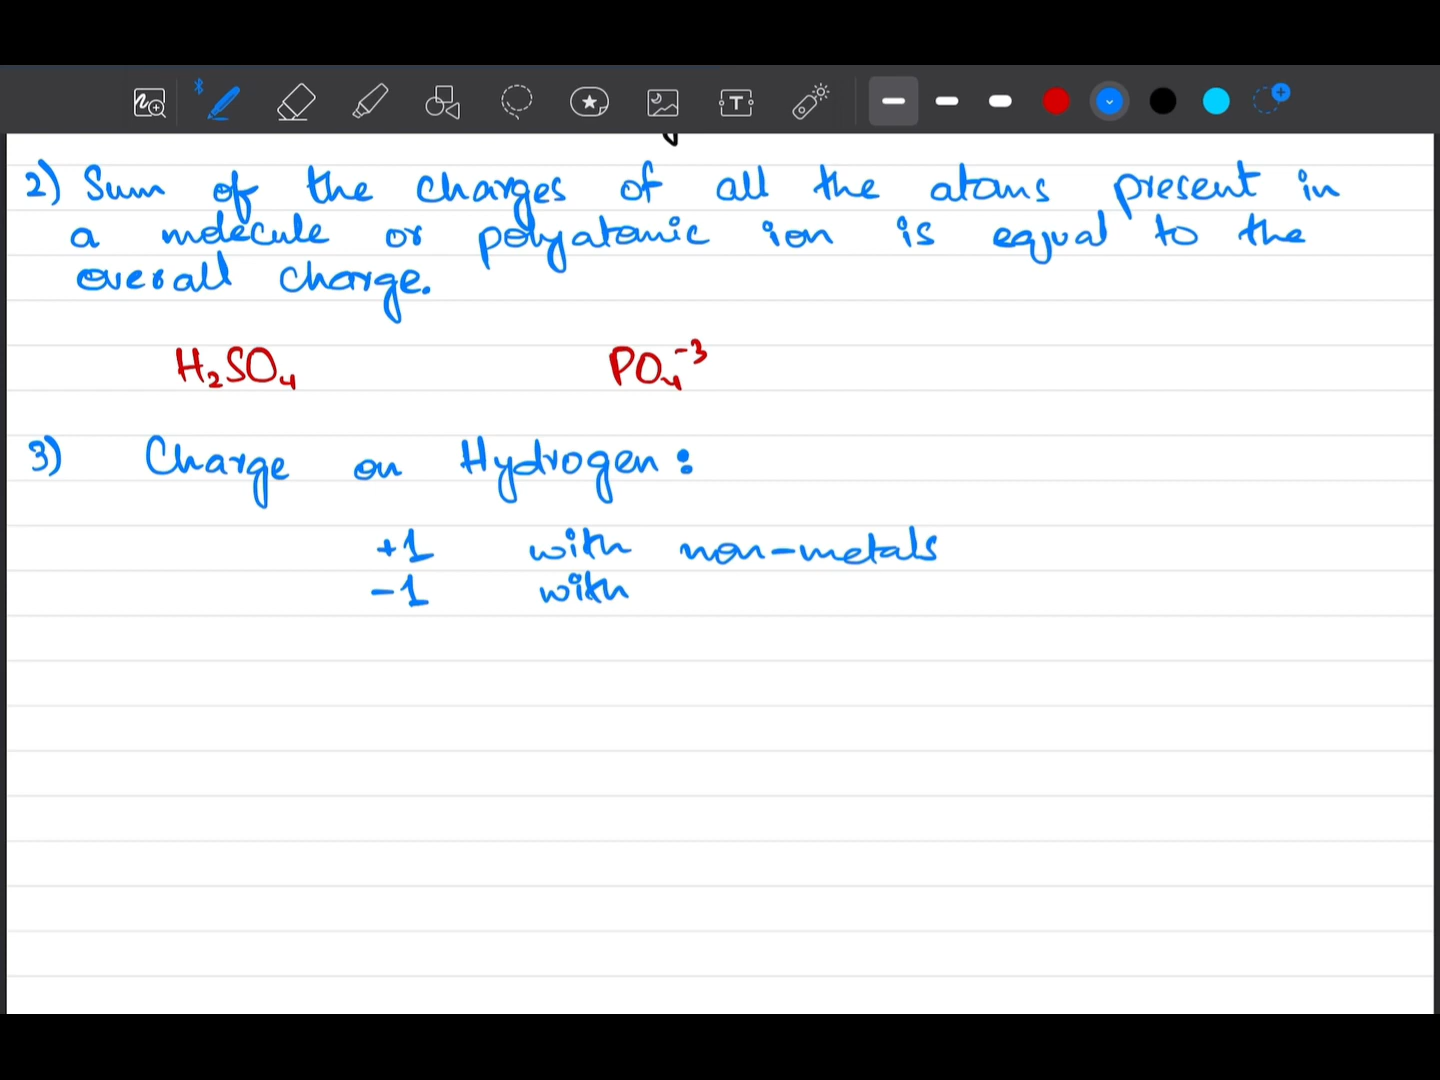 2) Sum of the charges of all the atoms present in
a molecule or polyatomic ion is equal to the
overall charge.
H₂SO₄ PO₄⁻³
3) Charge on Hydrogen:
+1 with non-metals
-1 with